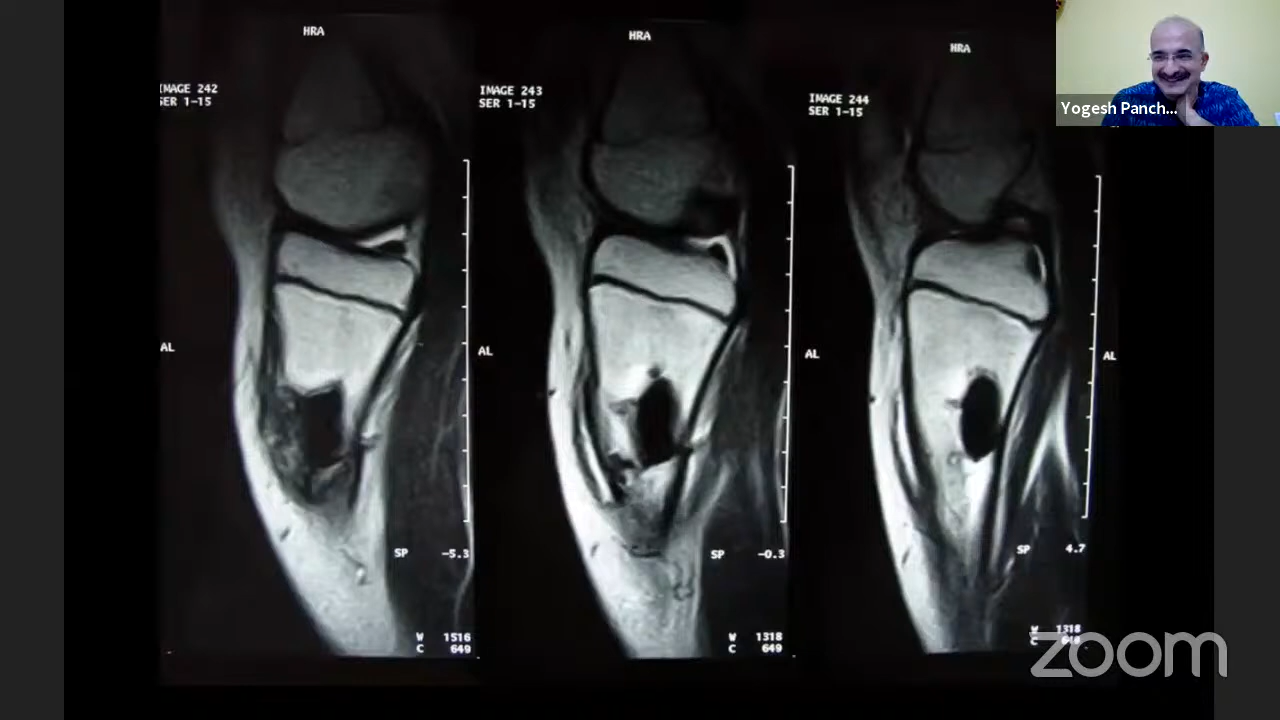 HRA
IMAGE 242
SER 1-15
AL
SP -5.3
W 1516
C 649
HRA
IMAGE 243
SER 1-15
AL
SP -0.3
W 1318
C 649
HRA
IMAGE 244
SER 1-15
AL
AL
SP 4.7
W 1318
C
Yogesh Panch...
zoom